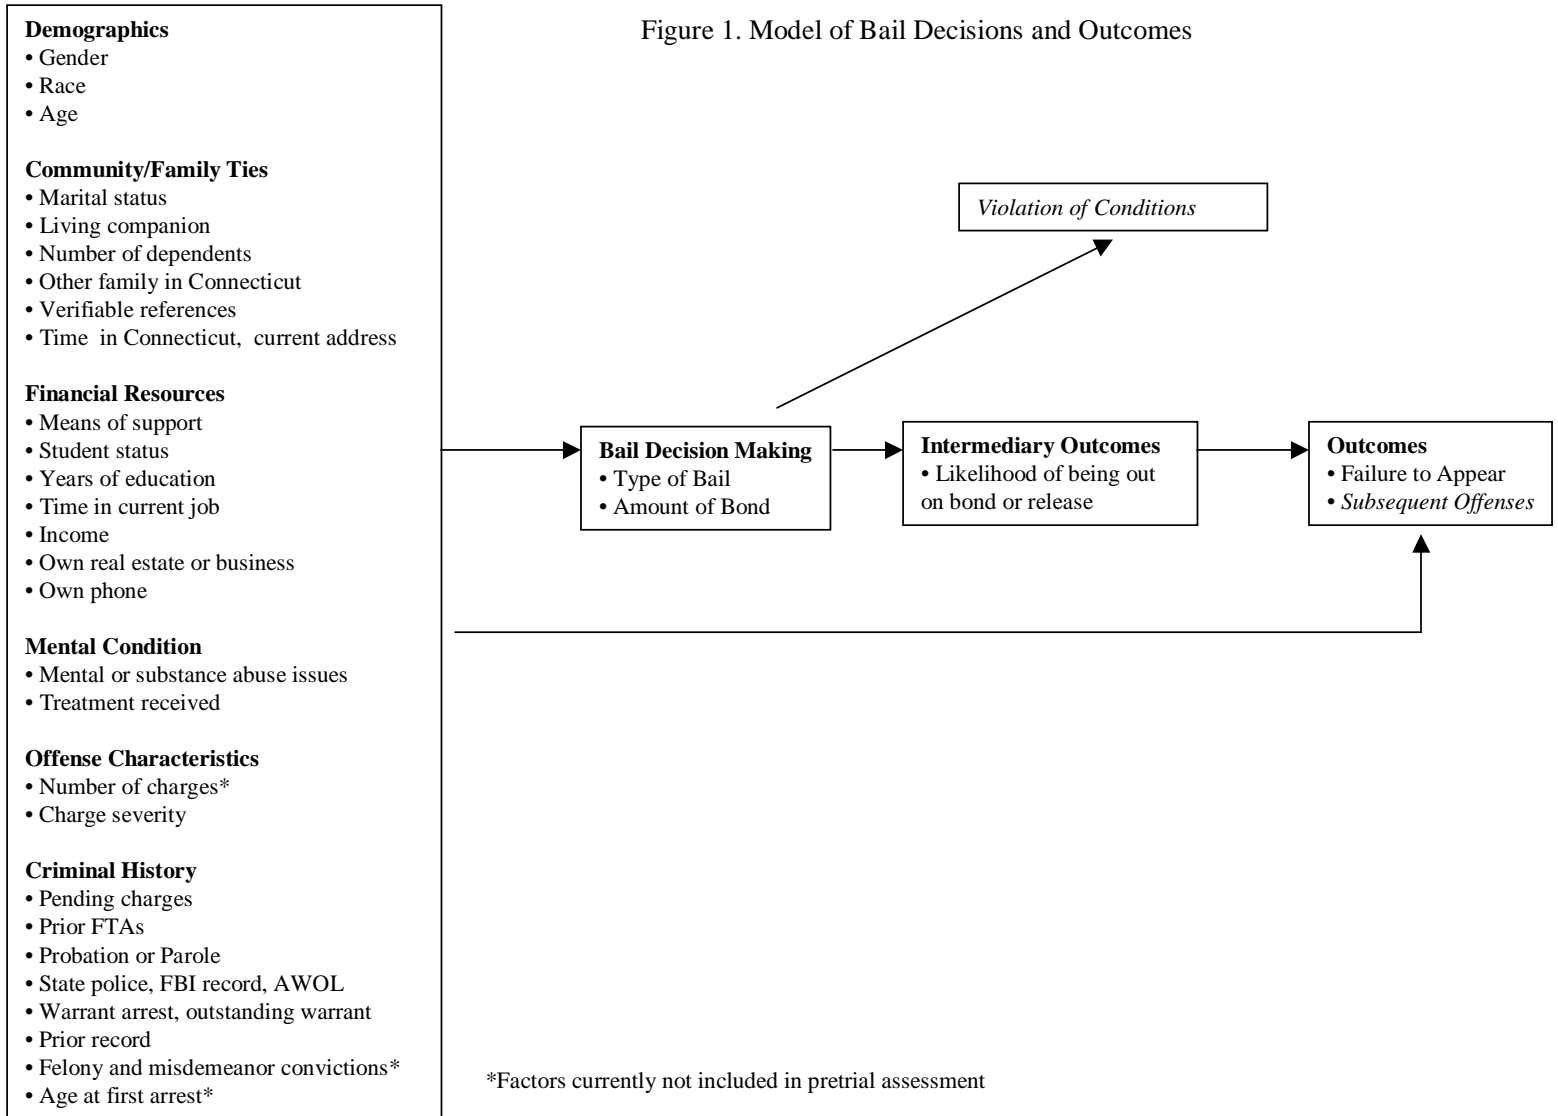 Figure 1. Model of Bail Decisions and Outcomes
Demographics
• Gender
• Race
• Age
Community/Family Ties
• Marital status
• Living companion
• Number of dependents
• Other family in Connecticut
• Verifiable references
• Time in Connecticut, current address
Financial Resources
• Means of support
• Student status
• Years of education
• Time in current job
• Income
• Own real estate or business
• Own phone
Mental Condition
• Mental or substance abuse issues
• Treatment received
Offense Characteristics
• Number of charges*
• Charge severity
Criminal History
• Pending charges
• Prior FTAs
• Probation or Parole
• State police, FBI record, AWOL
• Warrant arrest, outstanding warrant
• Prior record
• Felony and misdemeanor convictions*
• Age at first arrest*
Violation of Conditions
Bail Decision Making
• Type of Bail
• Amount of Bond
Intermediary Outcomes
• Likelihood of being out
on bond or release
Outcomes
• Failure to Appear
• Subsequent Offenses
*Factors currently not included in pretrial assessment